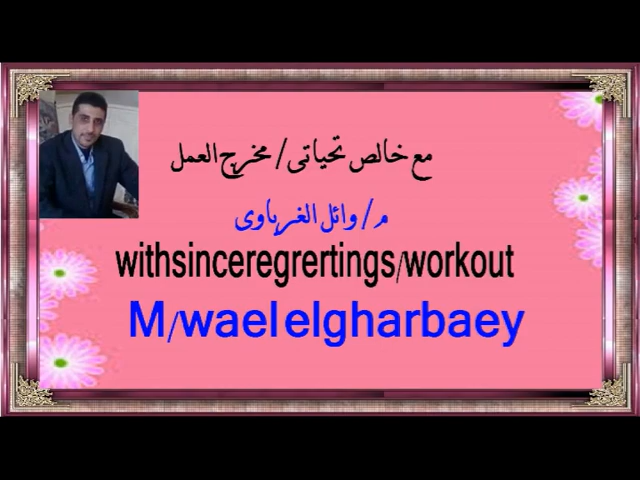 مع خالص تحياتى / مخرج العمل
م / وائل الغرباوى
withsinceregrertings/workout
M/wael elgharbaey